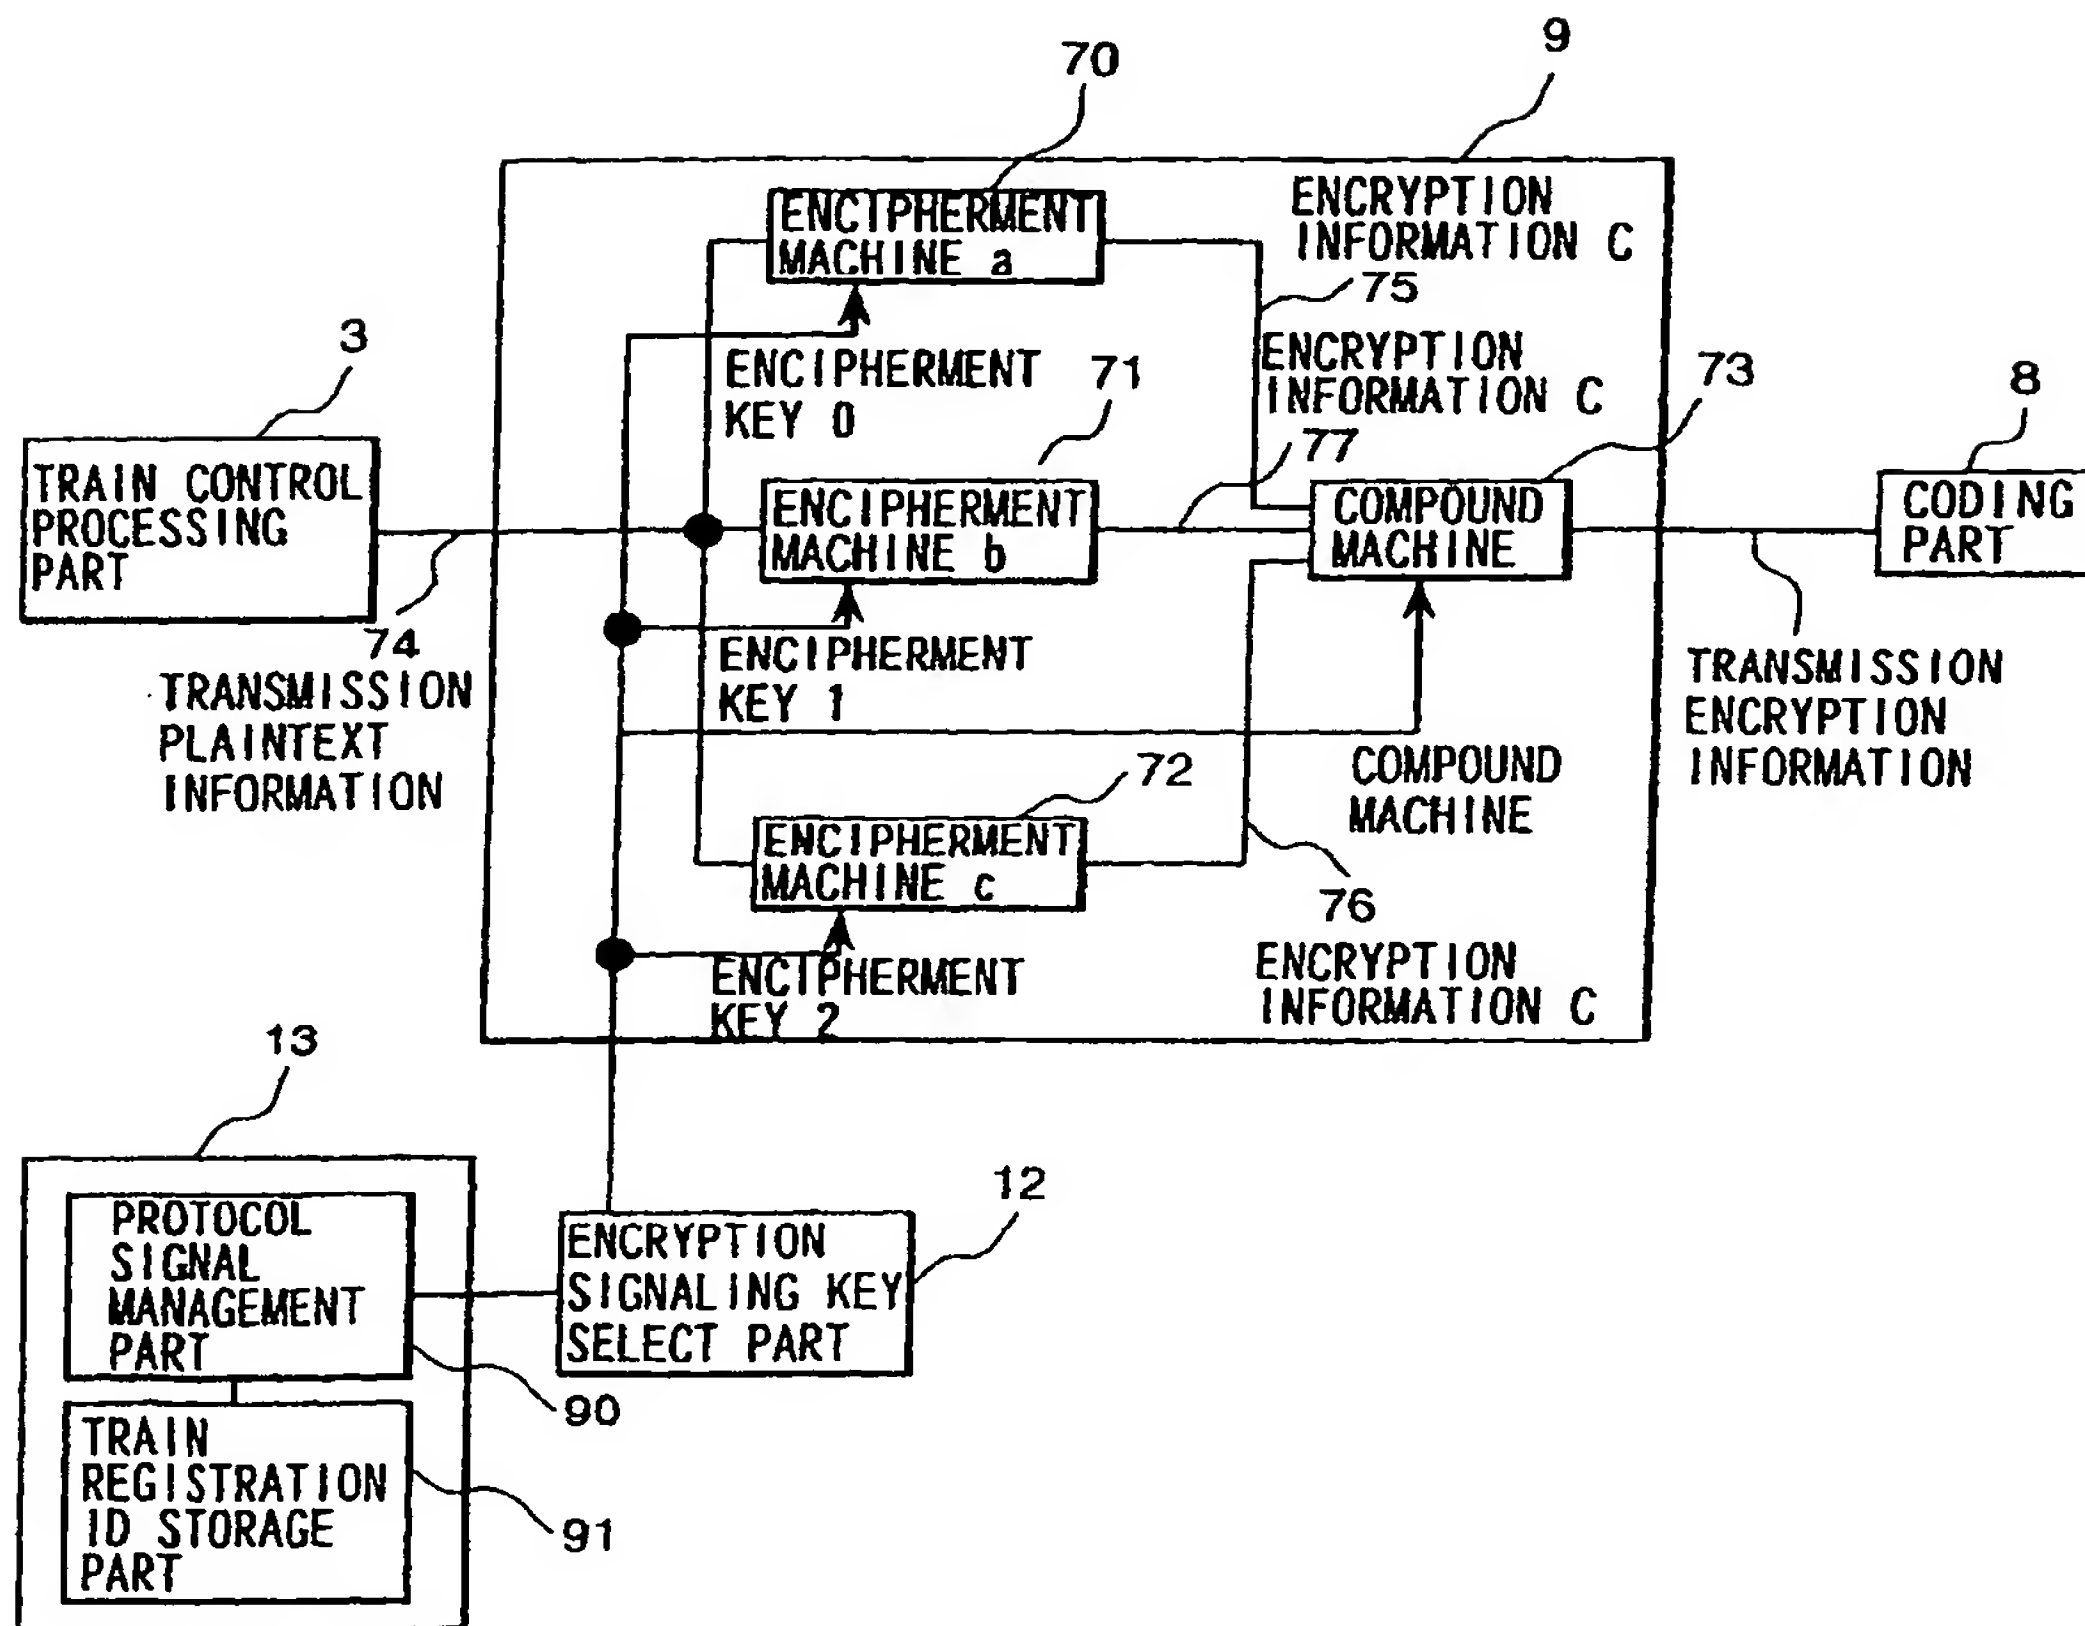 70
9
ENCIPHERMENT
MACHINE a
ENCRYPTION
INFORMATION C
75
3
ENCIPHERMENT
KEY 0
71
ENCRYPTION
INFORMATION C
77
73
8
TRAIN CONTROL
PROCESSING
PART
ENCIPHERMENT
MACHINE b
COMPOUND
MACHINE
CODING
PART
74
TRANSMISSION
PLAINTEXT
INFORMATION
ENCIPHERMENT
KEY 1
TRANSMISSION
ENCRYPTION
INFORMATION
COMPOUND
MACHINE
72
ENCIPHERMENT
MACHINE c
76
ENCIPHERMENT
KEY 2
ENCRYPTION
INFORMATION C
13
12
PROTOCOL
SIGNAL
MANAGEMENT
PART
ENCRYPTION
SIGNALING KEY
SELECT PART
90
TRAIN
REGISTRATION
ID STORAGE
PART
91